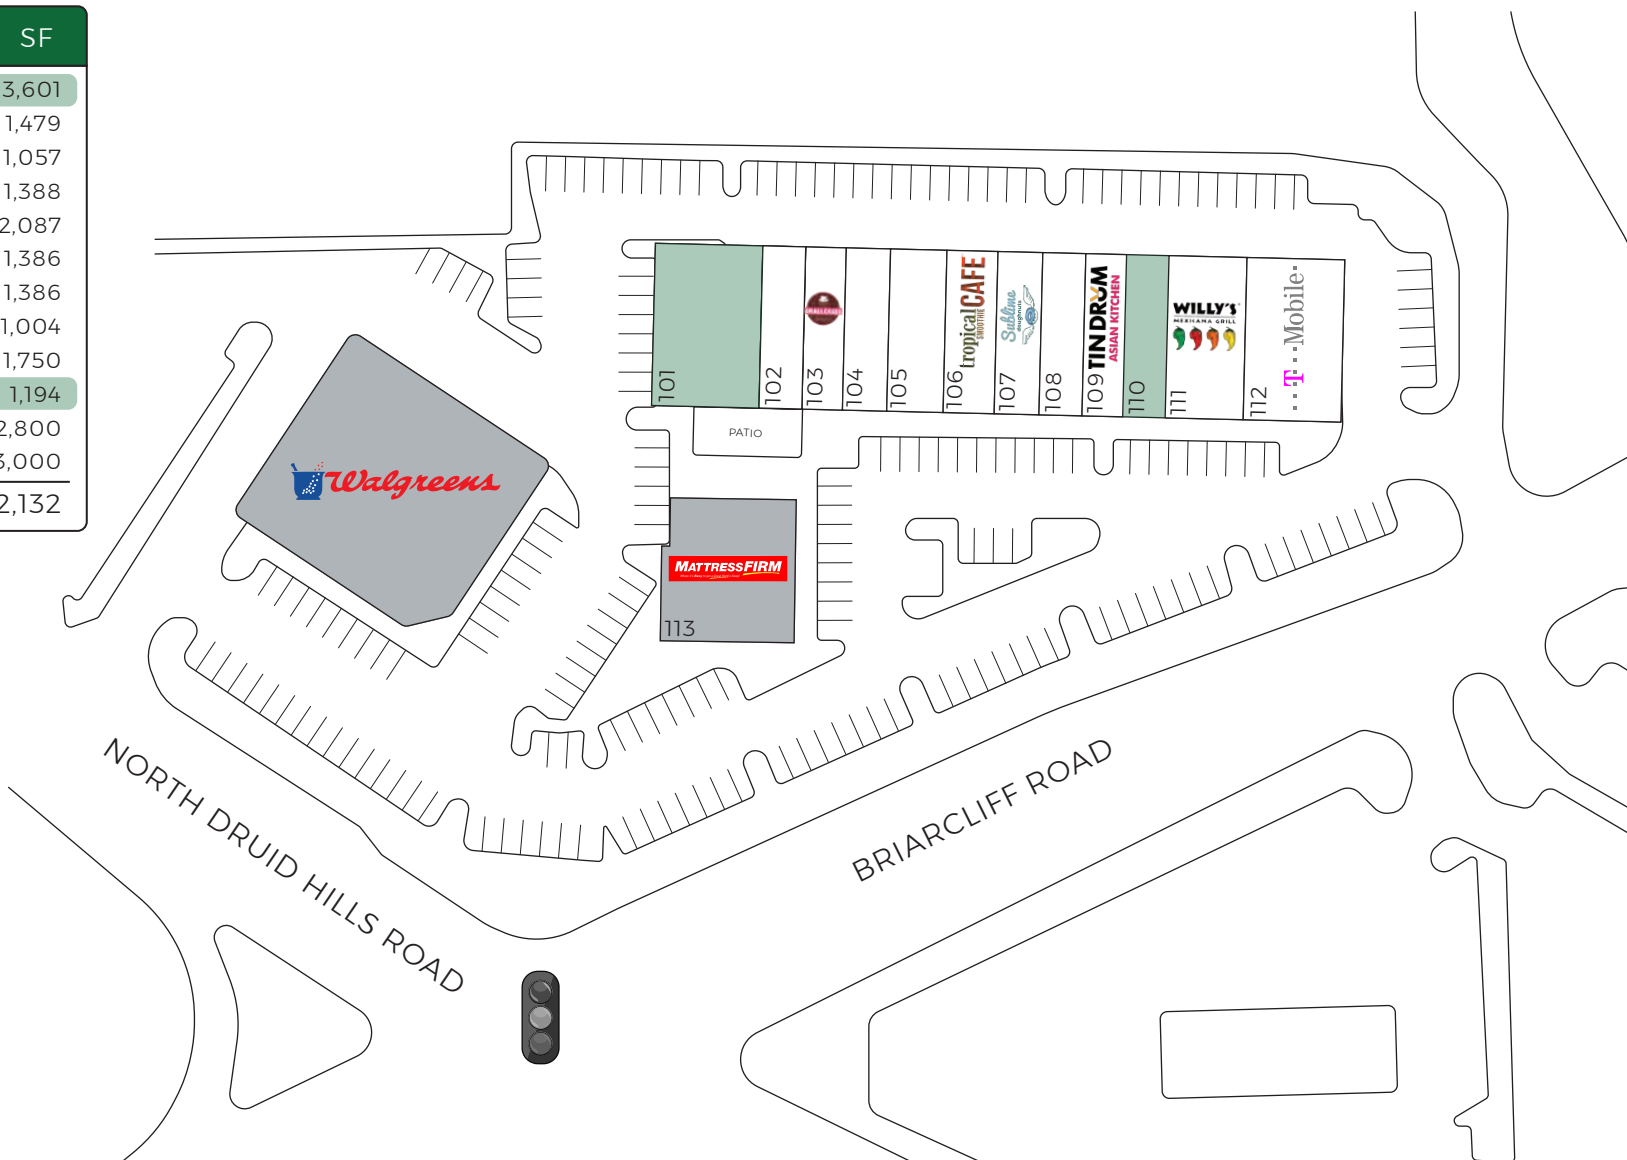 SF
3,601
1,479
1,057
1,388
2,087
1,386
1,386
1,004
1,750
1,194
2,800
3,000
2,132
101
102
103
104
105
106
tropical CAFE
SMOOTHIE
107
Sublime
doughnuts
108
109
TIN DRUM
ASIAN KITCHEN
110
111
WILLY'S
MEXICANA GRILL
112
T Mobile
PATIO
Walgreens
MATTRESSFIRM
113
NORTH DRUID HILLS ROAD
BRIARCLIFF ROAD